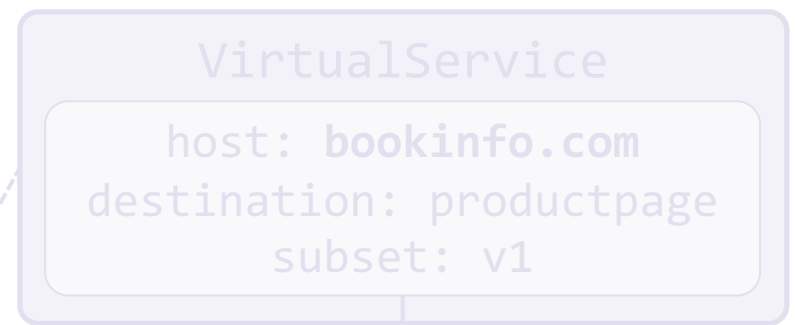 VirtualService
host: bookinfo.com
destination: productpage
subset: v1